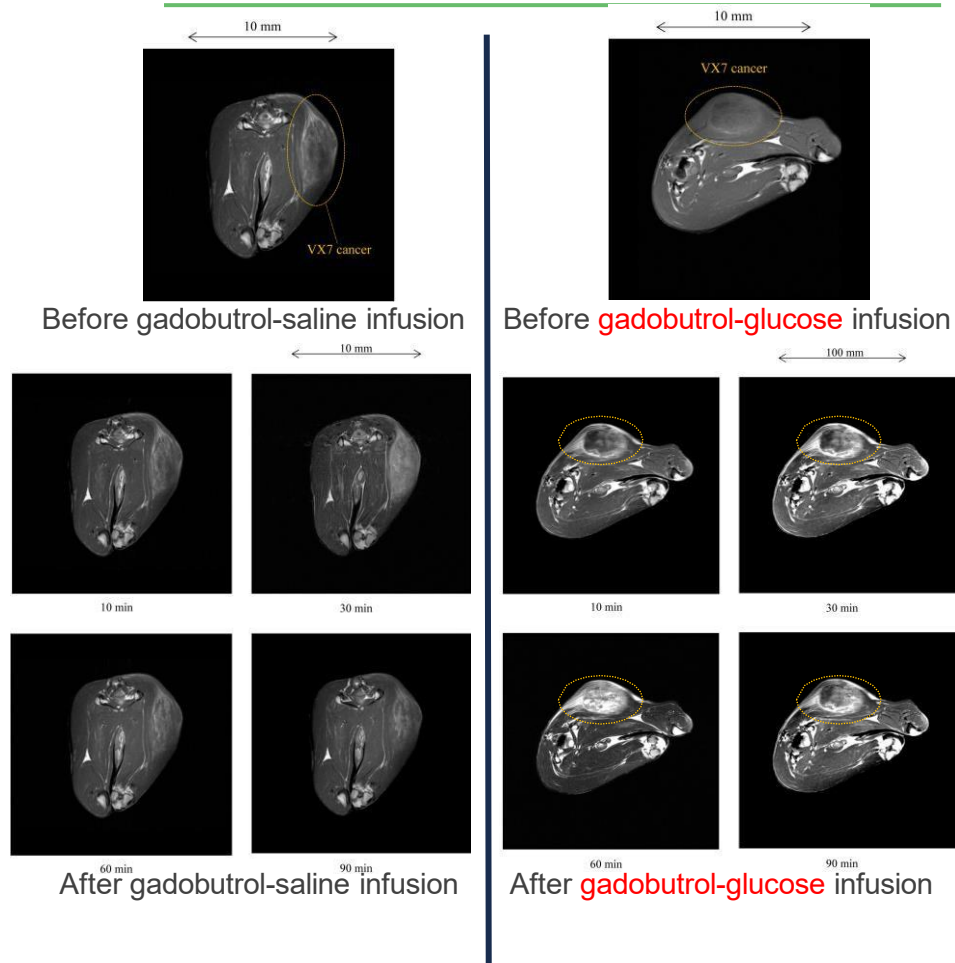 10 mm
VX7 cancer
Before gadobutrol-saline infusion
10 mm
10 min
30 min
60 min
90 min
After gadobutrol-saline infusion
10 mm
VX7 cancer
Before gadobutrol-glucose infusion
100 mm
10 min
30 min
60 min
90 min
After gadobutrol-glucose infusion